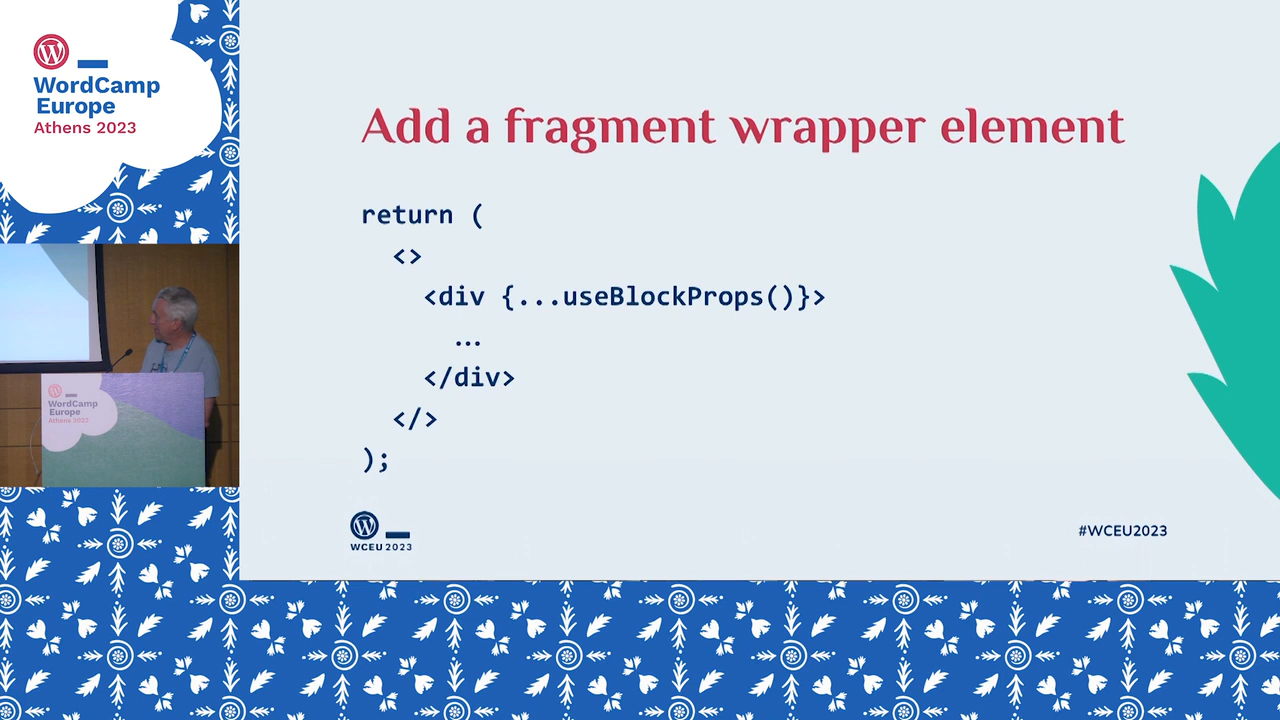 WordCamp
Europe
Athens 2023
Add a fragment wrapper element
return (
<>
<div {...useBlockProps()}>
...
</div>
</>
);
WordCamp
Europe
Athens 2023
WCEU 2023
#WCEU2023